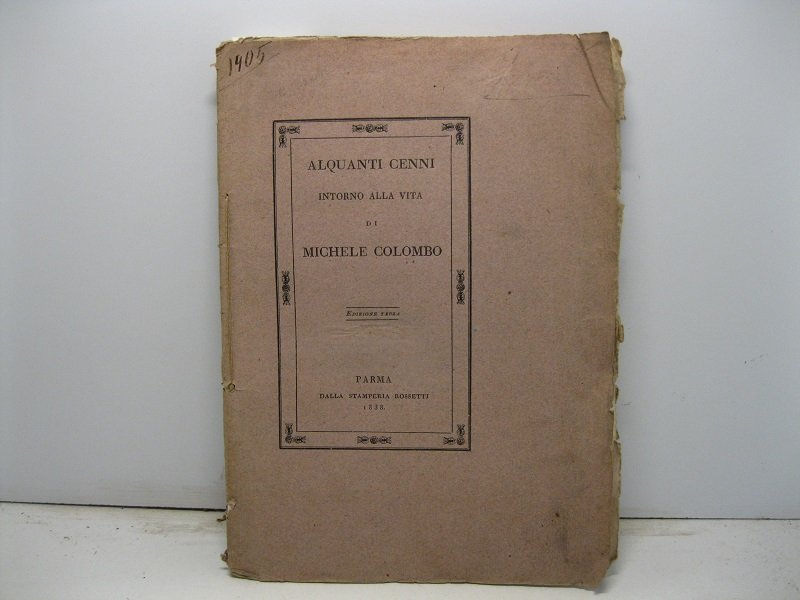 1405
ALQUANTI CENNI
INTORNO ALLA VITA
DI
MICHELE COLOMBO
EDIZIONE TERZA
PARMA
DALLA STAMPERIA ROSSETTI
1838.